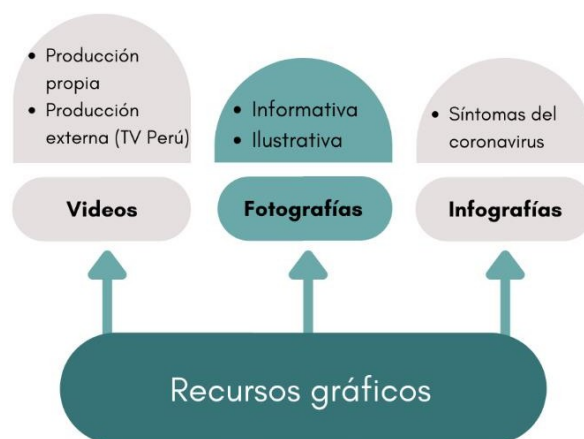 • Producción
propia
• Producción
externa (TV Perú)
Videos
• Informativa
• Ilustrativa
Fotografías
• Síntomas del
coronavirus
Infografías
Recursos gráficos